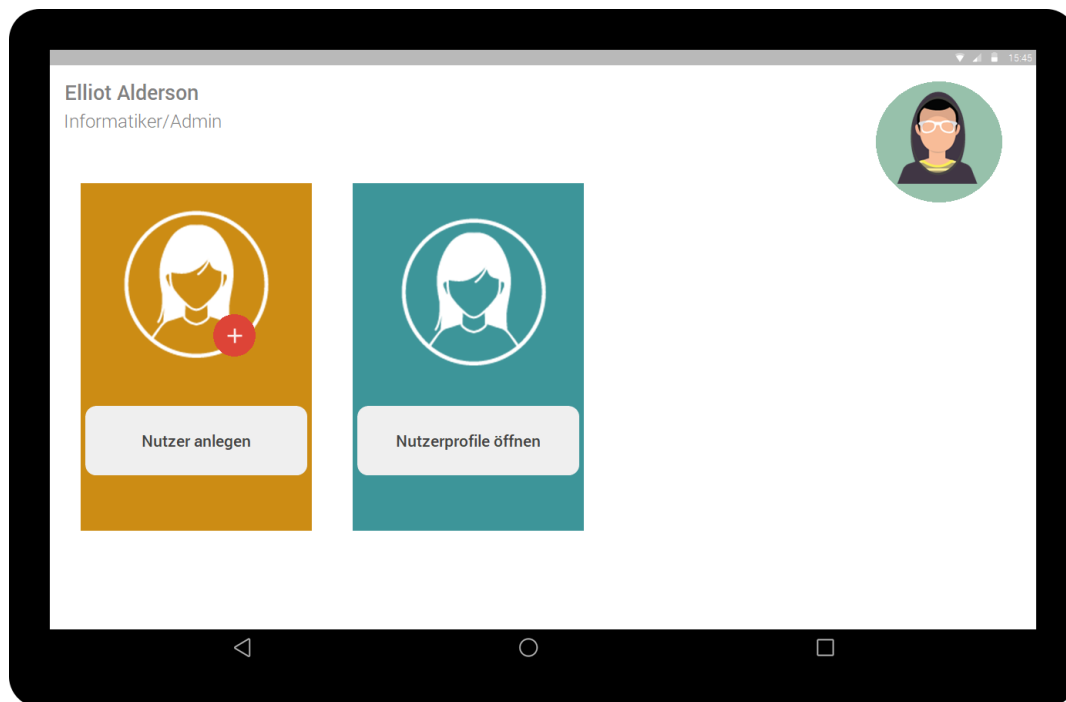 15:45
Elliot Alderson
Informatiker/Admin
Nutzer anlegen
Nutzerprofile öffnen